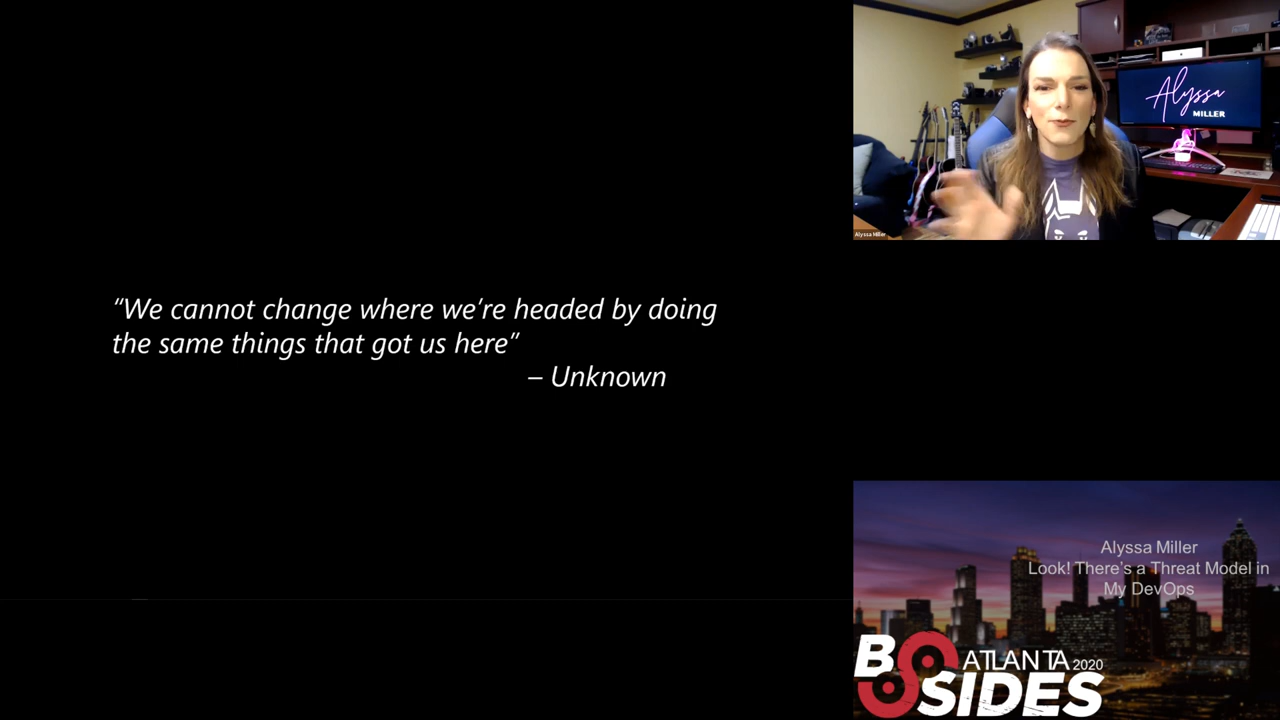 “We cannot change where we’re headed by doing
the same things that got us here”
– Unknown
Alyssa
MILLER
Alyssa Miller
Alyssa Miller
Look! There's a Threat Model in
My DevOps
BSIDES
ATLANTA 2020